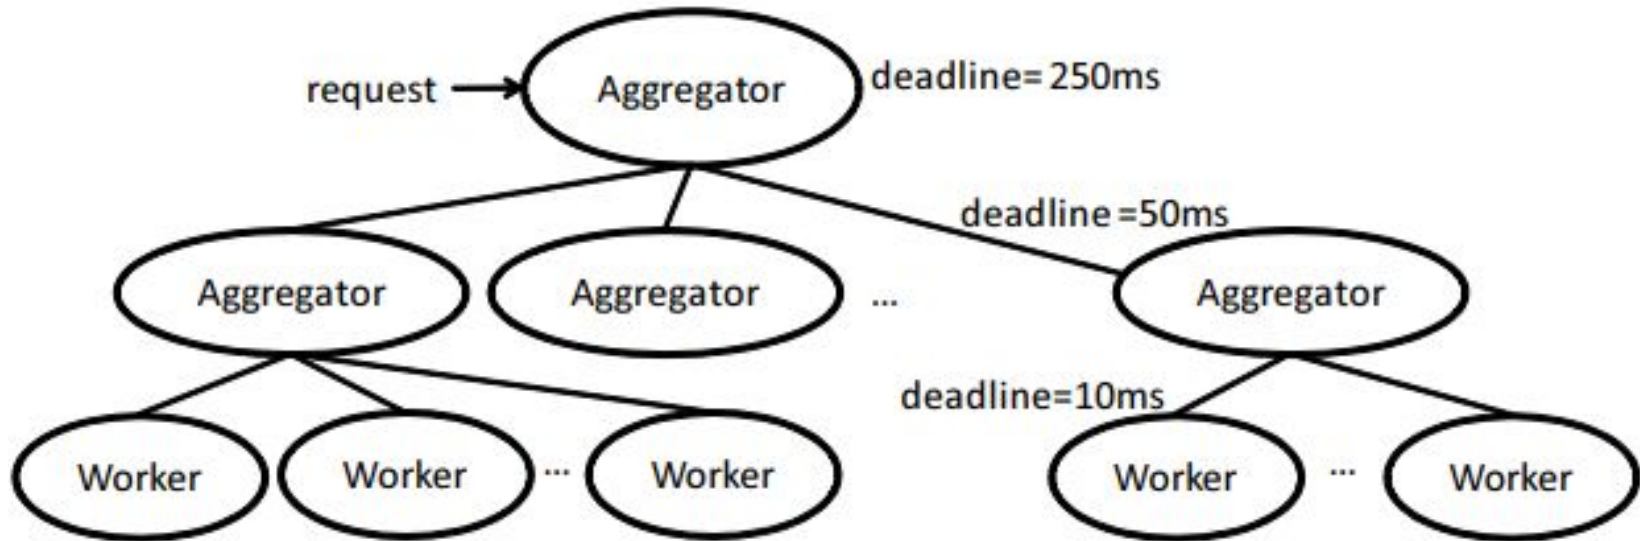 Aggregator
request
deadline= 250ms
deadline =50ms
Aggregator
Aggregator
...
Aggregator
deadline=10ms
Worker
Worker
...
Worker
Worker
...
Worker